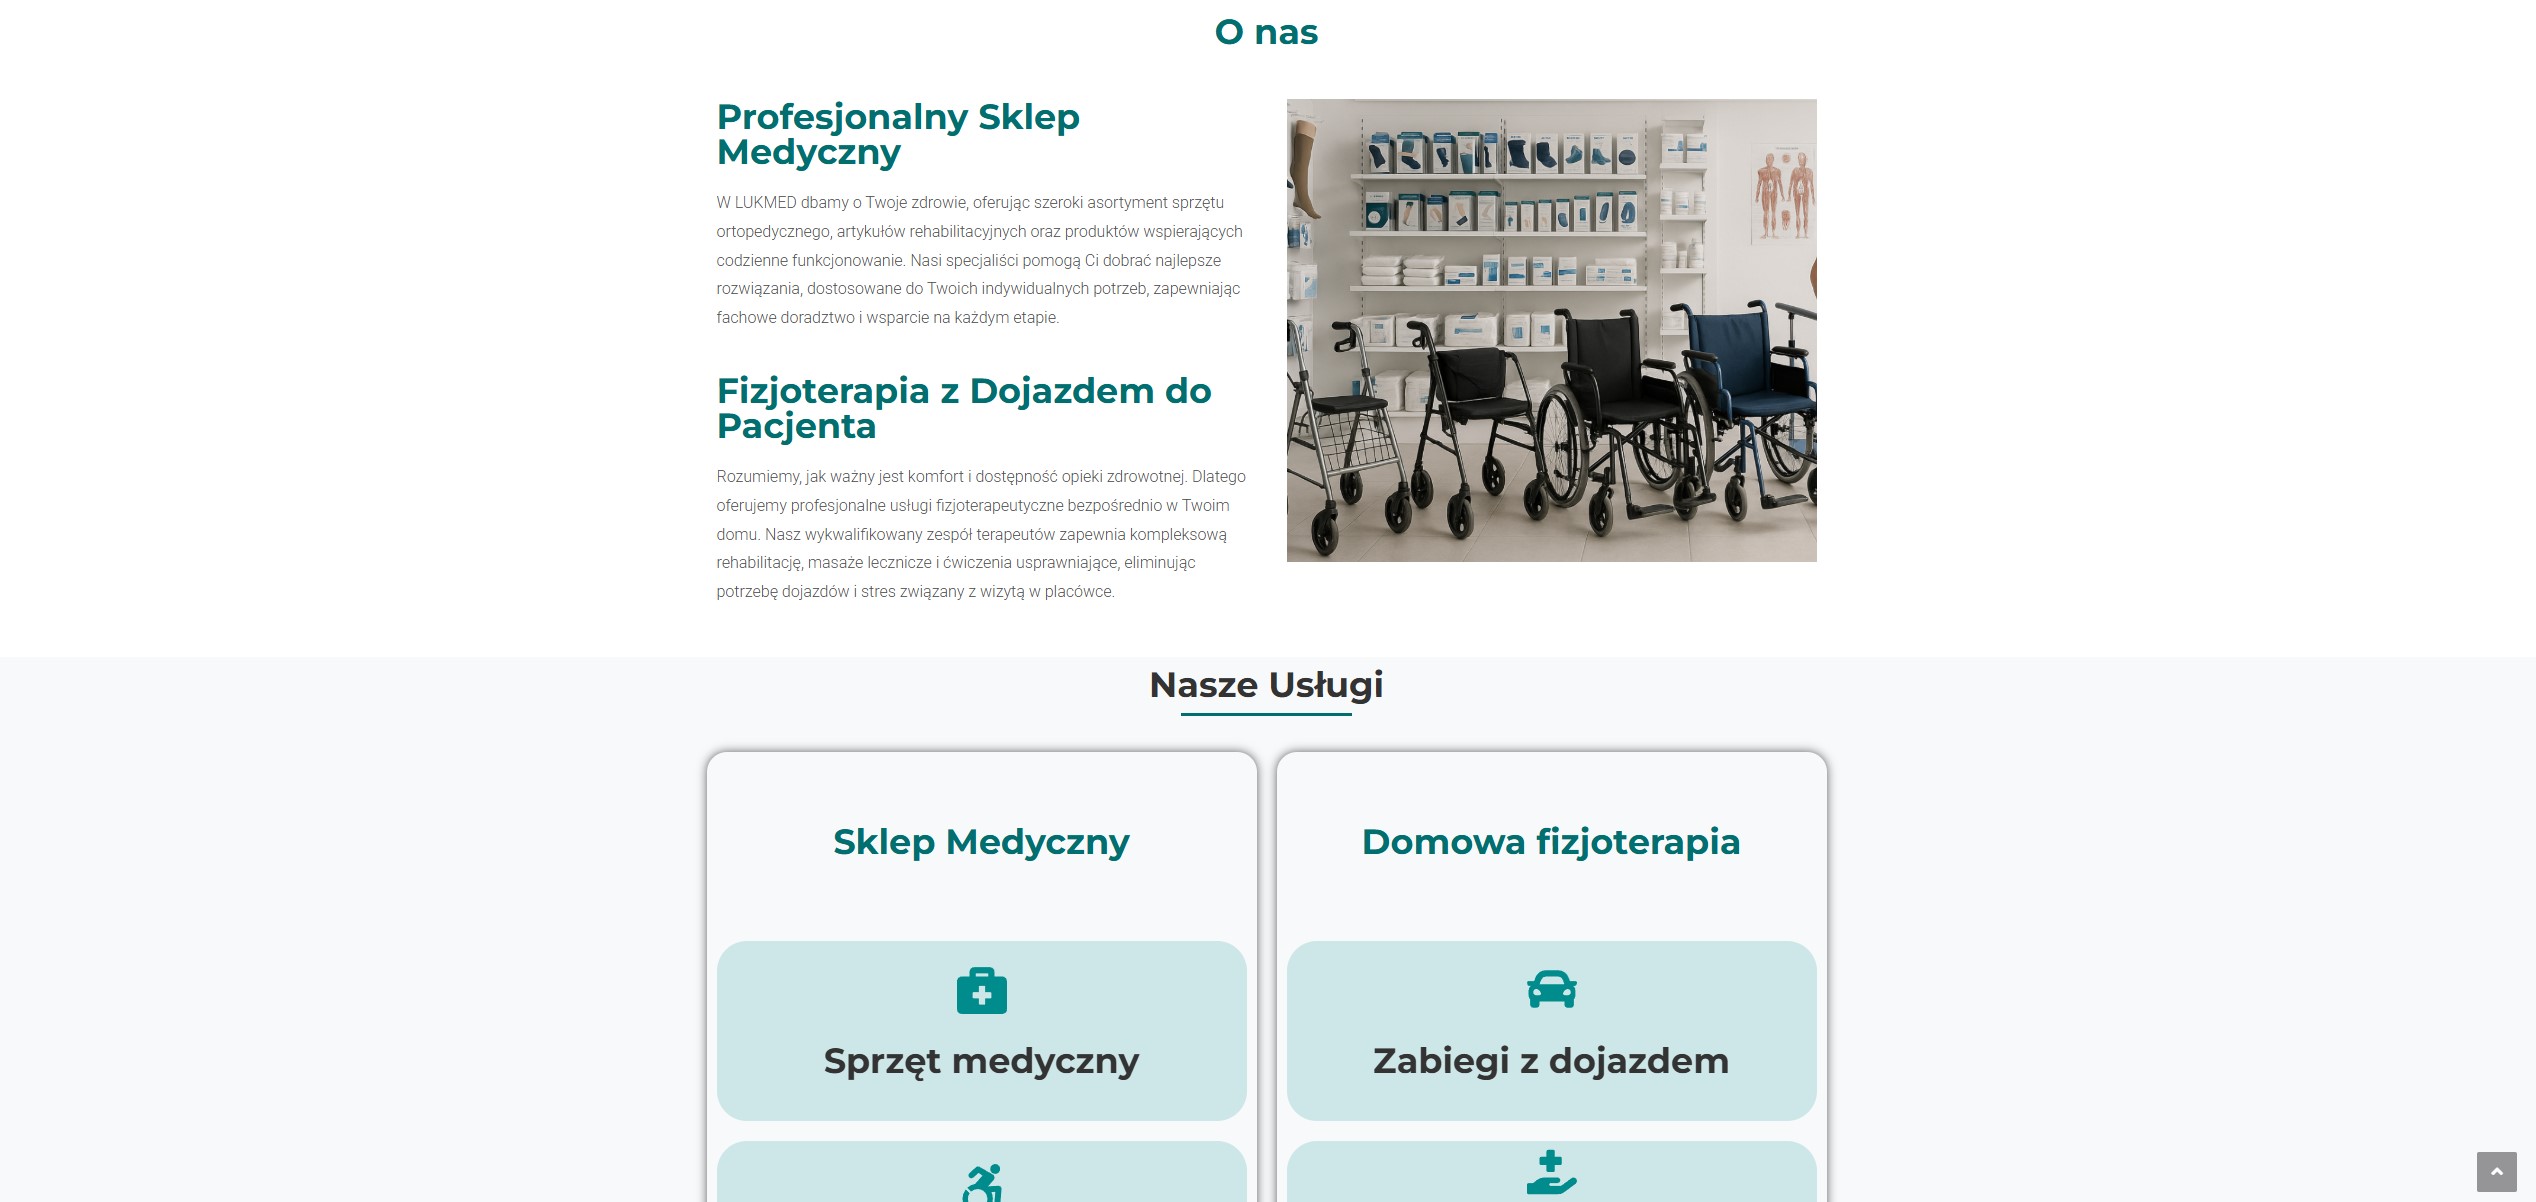 O nas
Profesjonalny Sklep
Medyczny
W LUKMED dbamy o Twoje zdrowie, oferując szeroki asortyment sprzętu
ortopedycznego, artykułów rehabilitacyjnych oraz produktów wspierających
codzienne funkcjonowanie. Nasi specjaliści pomogą Ci dobrać najlepsze
rozwiązania, dostosowane do Twoich indywidualnych potrzeb, zapewniając
fachowe doradztwo i wsparcie na każdym etapie.
Fizjoterapia z Dojazdem do
Pacjenta
Rozumiemy, jak ważny jest komfort i dostępność opieki zdrowotnej. Dlatego
oferujemy profesjonalne usługi fizjoterapeutyczne bezpośrednio w Twoim
domu. Nasz wykwalifikowany zespół terapeutów zapewnia kompleksową
rehabilitację, masaże lecznicze i ćwiczenia usprawniające, eliminując
potrzebę dojazdów i stres związany z wizytą w placówce.
Nasze Usługi
Sklep Medyczny
Domowa fizjoterapia
Sprzęt medyczny
Zabiegi z dojazdem